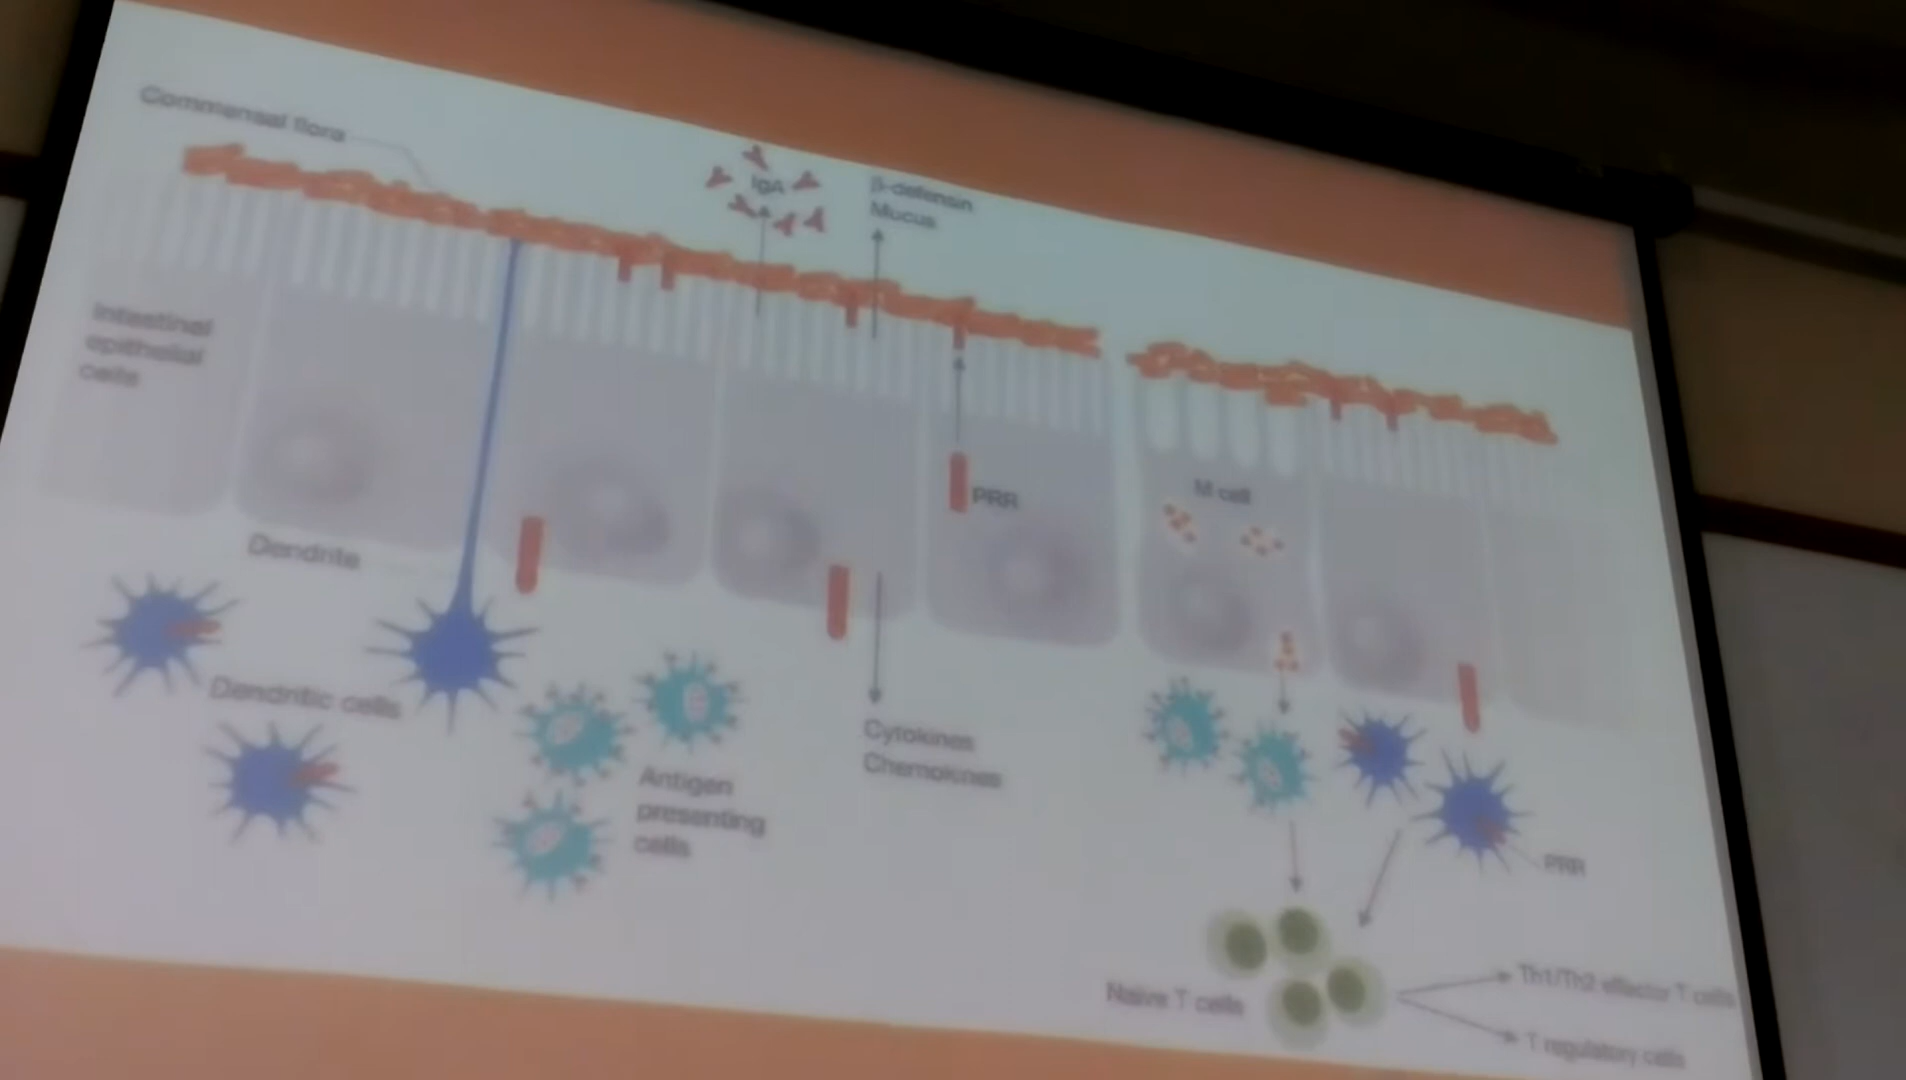 Commensal flora
IgA
β-defensin
Mucus
Intestinal
epithelial
cells
PRR
M cell
Dendrite
Dendritic cells
Antigen
presenting
cells
Cytokines
Chemokines
PRR
Naive T cells
Th1/Th2 effector T cells
T regulatory cells